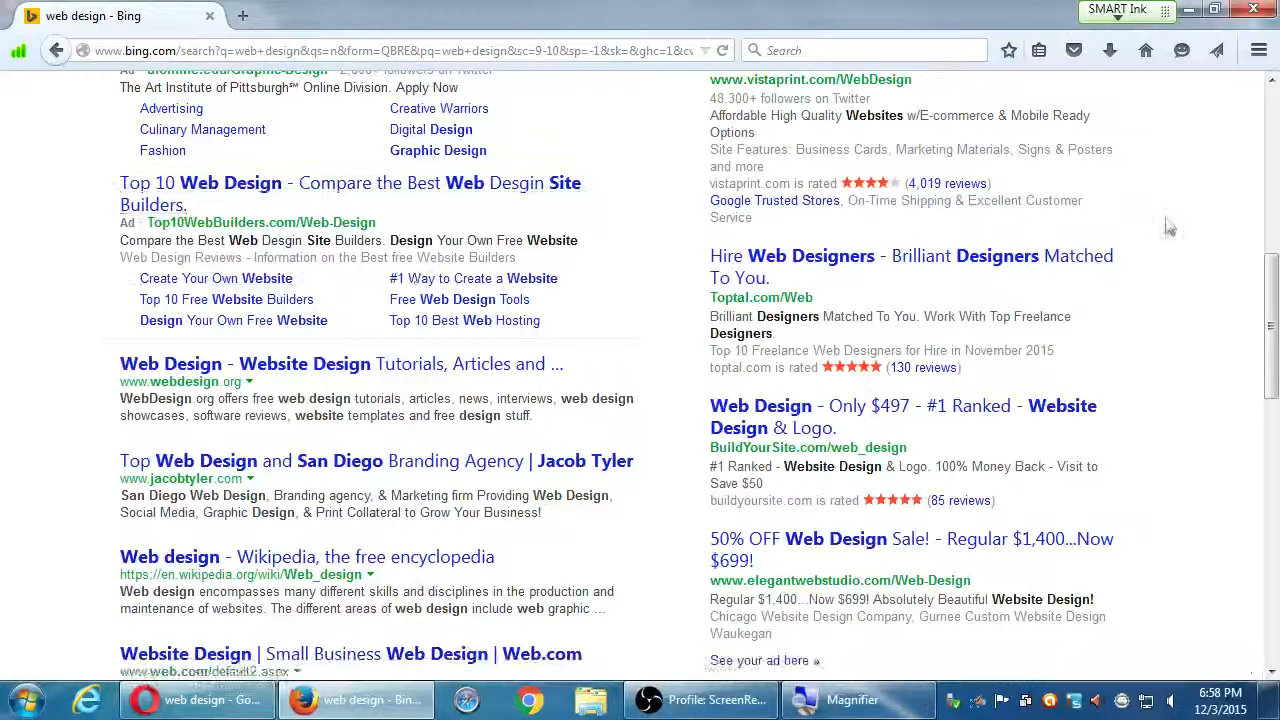 web design - Bing
SMART Ink
www.bing.com/search?q=web+design&qs=n&form=QBRE&pq=web+design&sc=9-10&sp=-1&sk=&ghc=1&cv
Search
Ad · aionline.edu/Graphic-Design - 2,000+ followers on Twitter
The Art Institute of Pittsburgh℠ Online Division. Apply Now
Advertising
Creative Warriors
Culinary Management
Digital Design
Fashion
Graphic Design
Top 10 Web Design - Compare the Best Web Desgin Site
Builders.
Ad · Top10WebBuilders.com/Web-Design
Compare the Best Web Desgin Site Builders. Design Your Own Free Website
Web Design Reviews - Information on the Best free Website Builders
Create Your Own Website
#1 Way to Create a Website
Top 10 Free Website Builders
Free Web Design Tools
Design Your Own Free Website
Top 10 Best Web Hosting
Web Design - Website Design Tutorials, Articles and ...
www.webdesign.org
WebDesign.org offers free web design tutorials, articles, news, interviews, web design
showcases, software reviews, website templates and free design stuff.
Top Web Design and San Diego Branding Agency | Jacob Tyler
www.jacobtyler.com
San Diego Web Design, Branding agency, & Marketing firm Providing Web Design,
Social Media, Graphic Design, & Print Collateral to Grow Your Business!
Web design - Wikipedia, the free encyclopedia
https://en.wikipedia.org/wiki/Web_design
Web design encompasses many different skills and disciplines in the production and
maintenance of websites. The different areas of web design include web graphic ...
Website Design | Small Business Web Design | Web.com
www.web.com/default2.aspx
www.vistaprint.com/WebDesign
48,300+ followers on Twitter
Affordable High Quality Websites w/E-commerce & Mobile Ready
Options
Site Features: Business Cards, Marketing Materials, Signs & Posters
and more
vistaprint.com is rated ★★★★★ (4,019 reviews)
Google Trusted Stores, On-Time Shipping & Excellent Customer
Service
Hire Web Designers - Brilliant Designers Matched
To You.
Toptal.com/Web
Brilliant Designers Matched To You. Work With Top Freelance
Designers.
Top 10 Freelance Web Designers for Hire in November 2015
toptal.com is rated ★★★★★ (130 reviews)
Web Design - Only $497 - #1 Ranked - Website
Design & Logo.
BuildYourSite.com/web_design
#1 Ranked - Website Design & Logo. 100% Money Back - Visit to
Save $50
buildyoursite.com is rated ★★★★★ (85 reviews)
50% OFF Web Design Sale! - Regular $1,400...Now
$699!
www.elegantwebstudio.com/Web-Design
Regular $1,400...Now $699! Absolutely Beautiful Website Design!
Chicago Website Design Company, Gurnee Custom Website Design
Waukegan
See your ad here »
web design - Go...
web design - Bin...
Profile: ScreenRe...
Magnifier
6:58 PM
12/3/2015